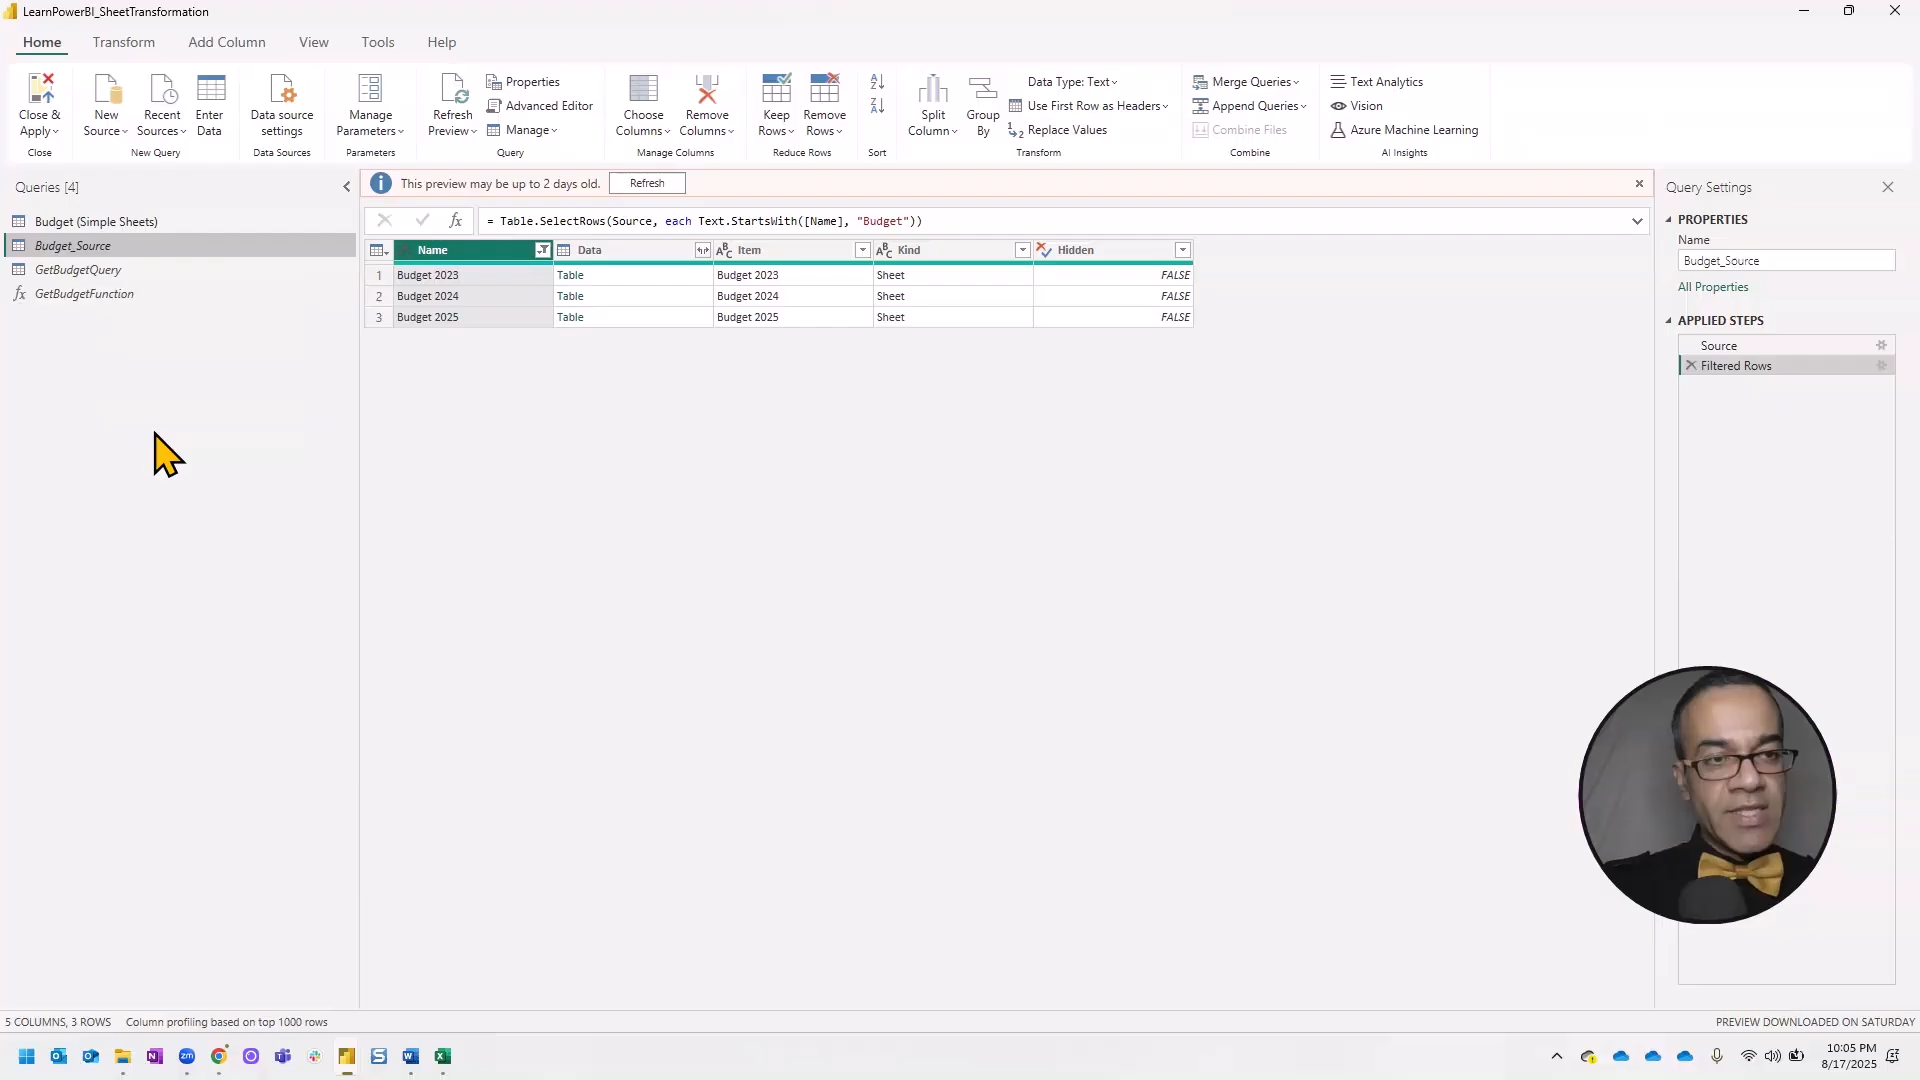 LearnPowerBI_SheetTransformation
Home Transform Add Column View Tools Help
Close & Apply
Close
New Source
Recent Sources
Enter Data
New Query
Data source settings
Data Sources
Manage Parameters
Parameters
Refresh Preview
Properties
Advanced Editor
Manage
Query
Choose Columns
Remove Columns
Manage Columns
Keep Rows
Remove Rows
Reduce Rows
Sort
Split Column
Group By
Data Type: Text
Use First Row as Headers
Replace Values
Transform
Merge Queries
Append Queries
Combine Files
Combine
Text Analytics
Vision
Azure Machine Learning
AI Insights
Queries [4]
Budget (Simple Sheets)
Budget_Source
GetBudgetQuery
fx GetBudgetFunction
This preview may be up to 2 days old. Refresh
fx = Table.SelectRows(Source, each Text.StartsWith([Name], "Budget"))
Name Data ABC Item ABC Kind Hidden
1 Budget 2023 Table Budget 2023 Sheet FALSE
2 Budget 2024 Table Budget 2024 Sheet FALSE
3 Budget 2025 Table Budget 2025 Sheet FALSE
Query Settings
PROPERTIES
Name
Budget_Source
All Properties
APPLIED STEPS
Source
Filtered Rows
5 COLUMNS, 3 ROWS Column profiling based on top 1000 rows
PREVIEW DOWNLOADED ON SATURDAY
10:05 PM
8/17/2025